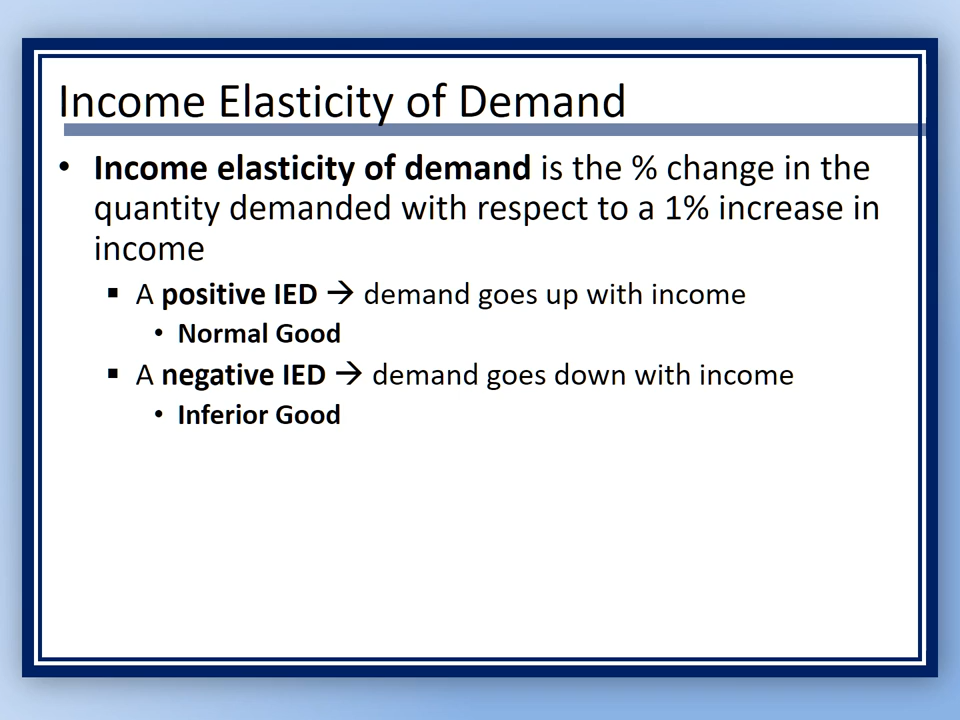 Income Elasticity of Demand
• Income elasticity of demand is the % change in the
quantity demanded with respect to a 1% increase in
income
▪ A positive IED → demand goes up with income
• Normal Good
▪ A negative IED → demand goes down with income
• Inferior Good